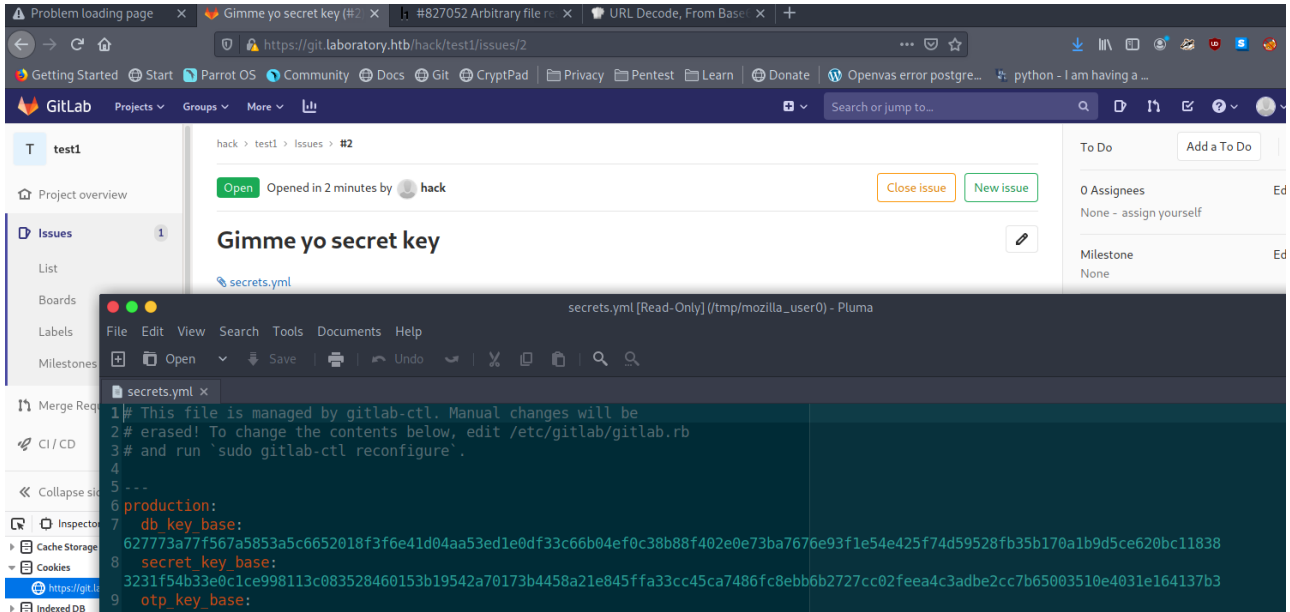 Problem loading page
Gimme yo secret key (#2
#827052 Arbitrary file re
URL Decode, From Base6
https://git.laboratory.htb/hack/test1/issues/2
Getting Started Start Parrot OS Community Docs Git CryptPad Privacy Pentest Learn Donate Openvas error postgre... python - I am having a ...
GitLab Projects Groups More Search or jump to...
T test1
hack > test1 > Issues > #2
To Do Add a To Do
Project overview
Open Opened in 2 minutes by hack Close issue New issue
0 Assignees Ed
None - assign yourself
Issues 1
Gimme yo secret key
Milestone Ed
None
List
secrets.yml
Boards
Labels
Milestones
Merge Requ
CI / CD
Collapse sid
Inspector
Cache Storage
Cookies
https://git.la
Indexed DB
secrets.yml [Read-Only] (/tmp/mozilla_user0) - Pluma
File Edit View Search Tools Documents Help
Open Save Undo
secrets.yml
1 # This file is managed by gitlab-ctl. Manual changes will be
2 # erased! To change the contents below, edit /etc/gitlab/gitlab.rb
3 # and run `sudo gitlab-ctl reconfigure`.
4
5 ---
6 production:
7 db_key_base:
627773a77f567a5853a5c6652018f3f6e41d04aa53ed1e0df33c66b04ef0c38b88f402e0e73ba7676e93f1e54e425f74d59528fb35b170a1b9d5ce620bc11838
8 secret_key_base:
3231f54b33e0c1ce998113c083528460153b19542a70173b4458a21e845ffa33cc45ca7486fc8ebb6b2727cc02feea4c3adbe2cc7b65003510e4031e164137b3
9 otp_key_base: